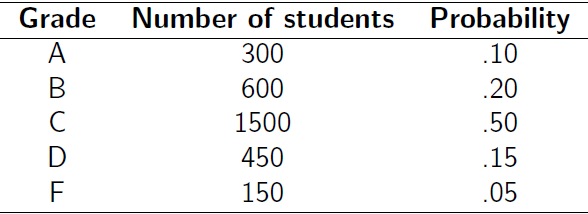 Grade Number of students Probability
A 300 .10
B 600 .20
C 1500 .50
D 450 .15
F 150 .05